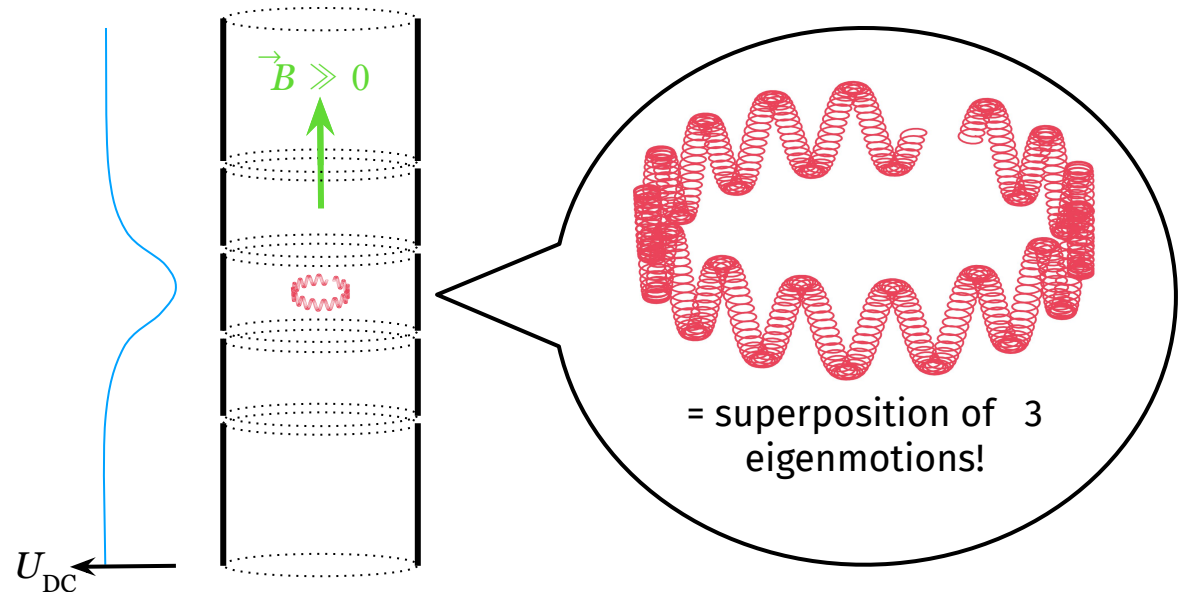 B⃗ ≫ 0
= superposition of 3
eigenmotions!
U_DC